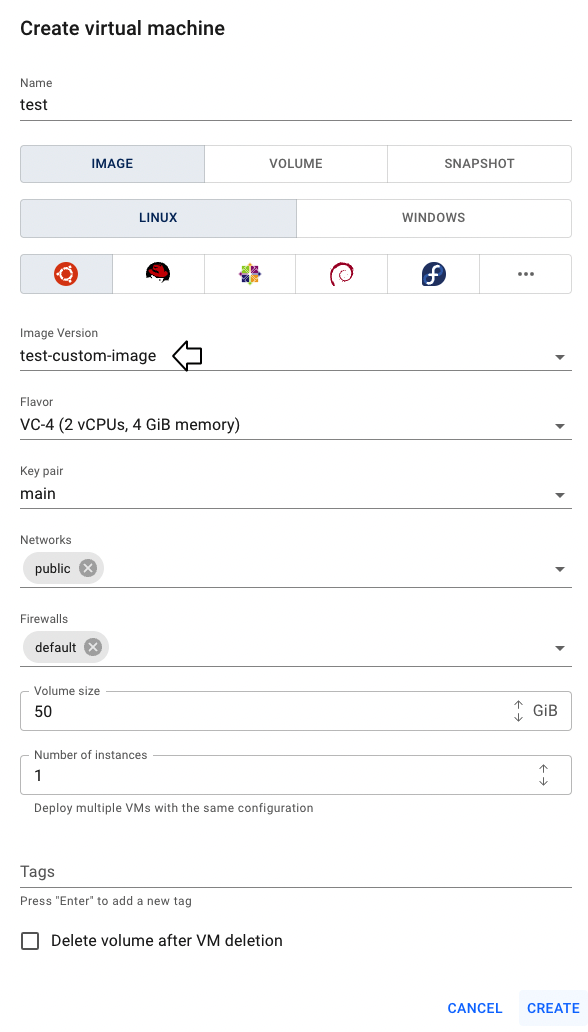 Create virtual machine
Name
test
IMAGE VOLUME SNAPSHOT
LINUX WINDOWS
Image Version
test-custom-image
Flavor
VC-4 (2 vCPUs, 4 GiB memory)
Key pair
main
Networks
public
Firewalls
default
Volume size
50 GiB
Number of instances
1
Deploy multiple VMs with the same configuration
Tags
Press "Enter" to add a new tag
Delete volume after VM deletion
CANCEL CREATE